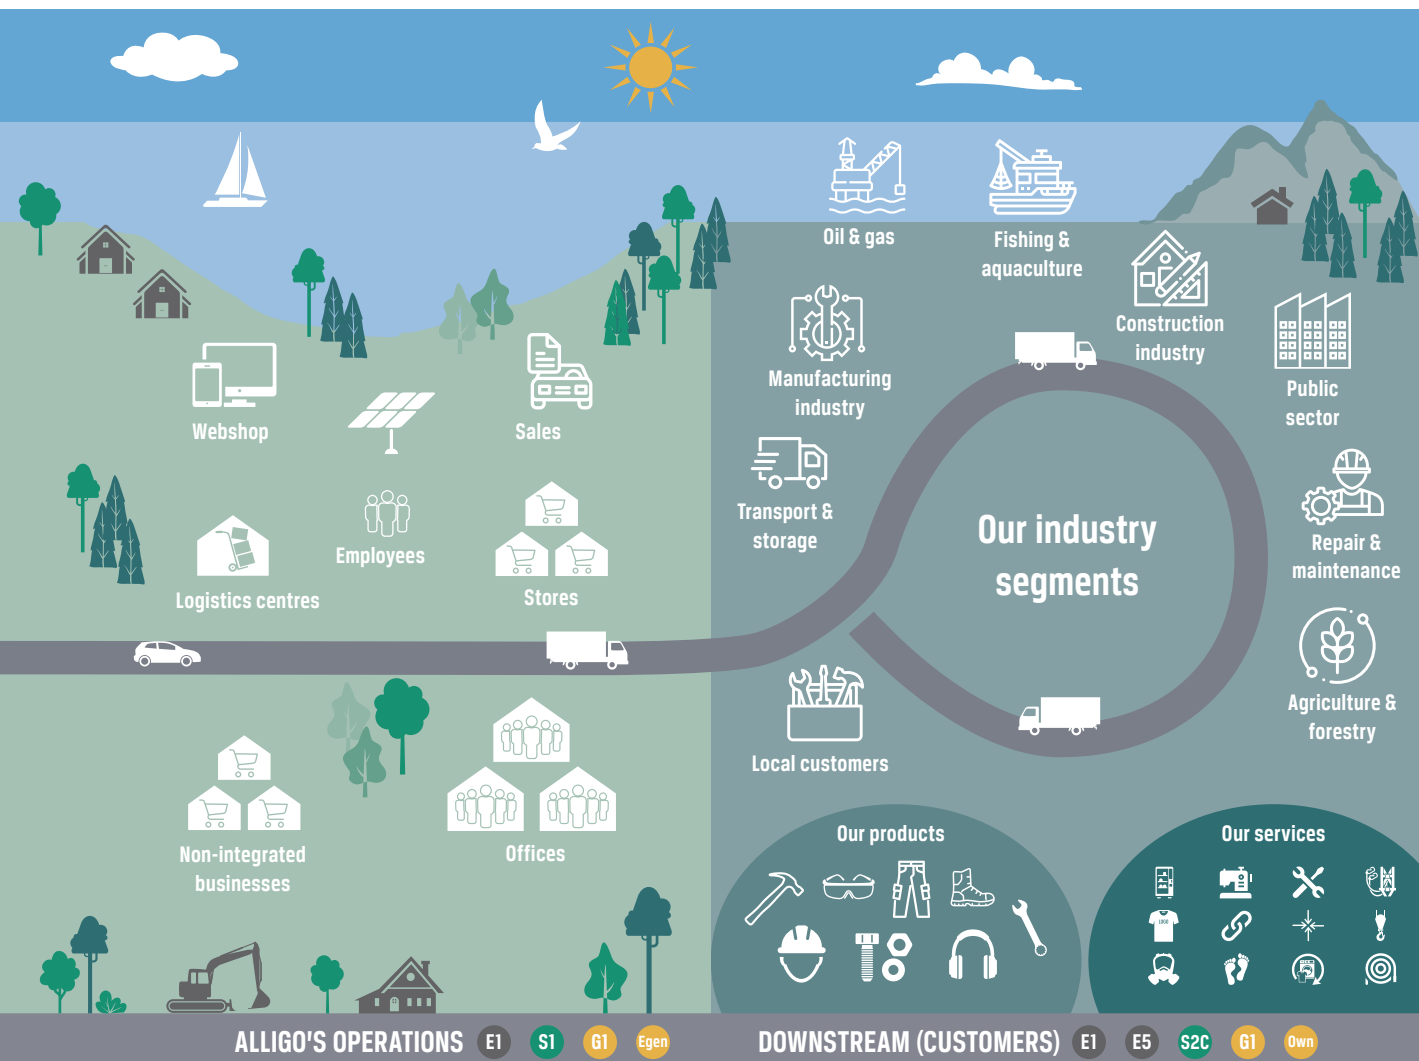 Oil & gas
Fishing &
aquaculture
Construction
industry
Manufacturing
industry
Public
sector
Webshop
Sales
Transport &
storage
Our industry
segments
Employees
Repair &
maintenance
Logistics centres
Stores
Agriculture &
forestry
Local customers
Non-integrated
businesses
Offices
Our products
Our services
ALLIGO'S OPERATIONS E1 S1 G1 Egen
DOWNSTREAM (CUSTOMERS) E1 E5 S2C G1 Own